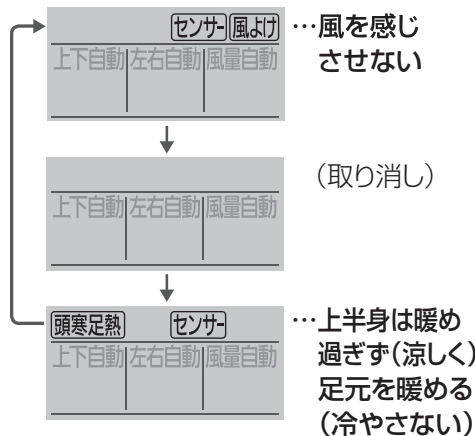 センサー 風よけ …風を感じ
上下自動 左右自動 風量自動 させない
(取り消し)
上下自動 左右自動 風量自動
頭寒足熱 センサー …上半身は暖め
上下自動 左右自動 風量自動 過ぎず(涼しく)
足元を暖める
(冷やさない)